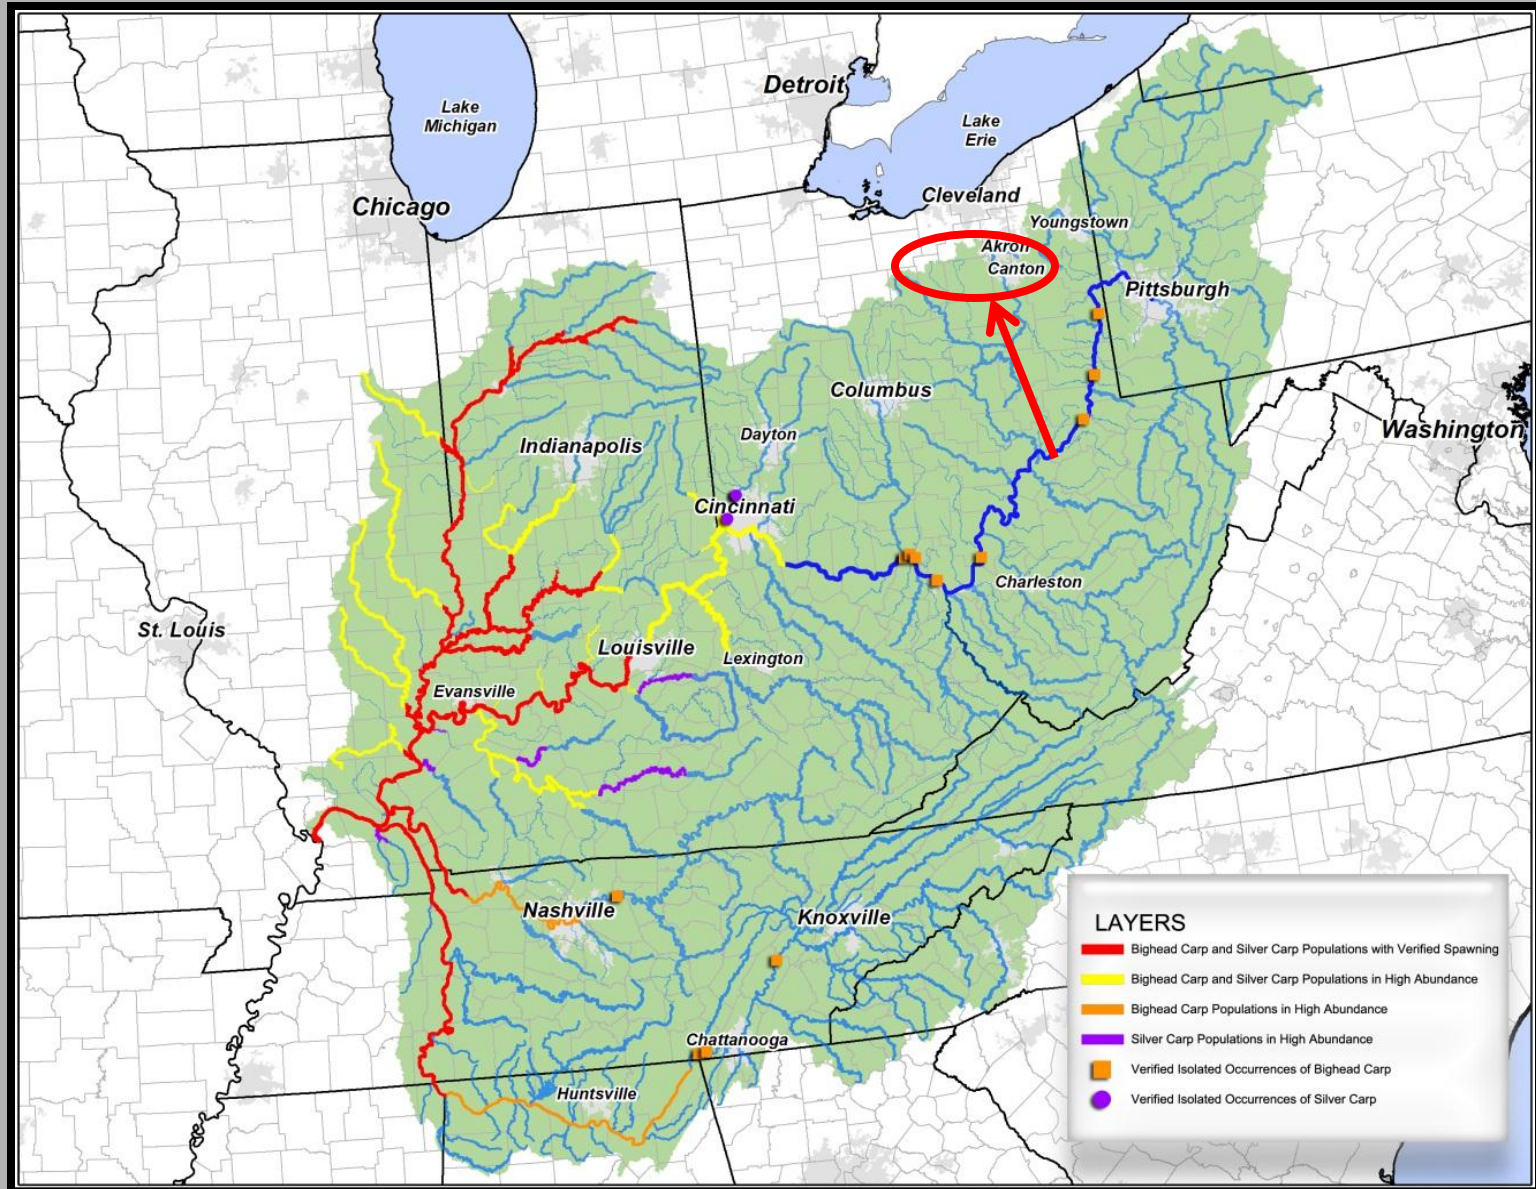 Detroit
Lake
Michigan
Lake
Erie
Cleveland
Chicago
Youngstown
Akron
Canton
Pittsburgh
Columbus
Washington
Dayton
Indianapolis
Cincinnati
Charleston
St. Louis
Louisville
Lexington
Evansville
Nashville
Knoxville
Chattanooga
Huntsville
LAYERS
Bighead Carp and Silver Carp Populations with Verified Spawning
Bighead Carp and Silver Carp Populations in High Abundance
Bighead Carp Populations in High Abundance
Silver Carp Populations in High Abundance
Verified Isolated Occurrences of Bighead Carp
Verified Isolated Occurrences of Silver Carp